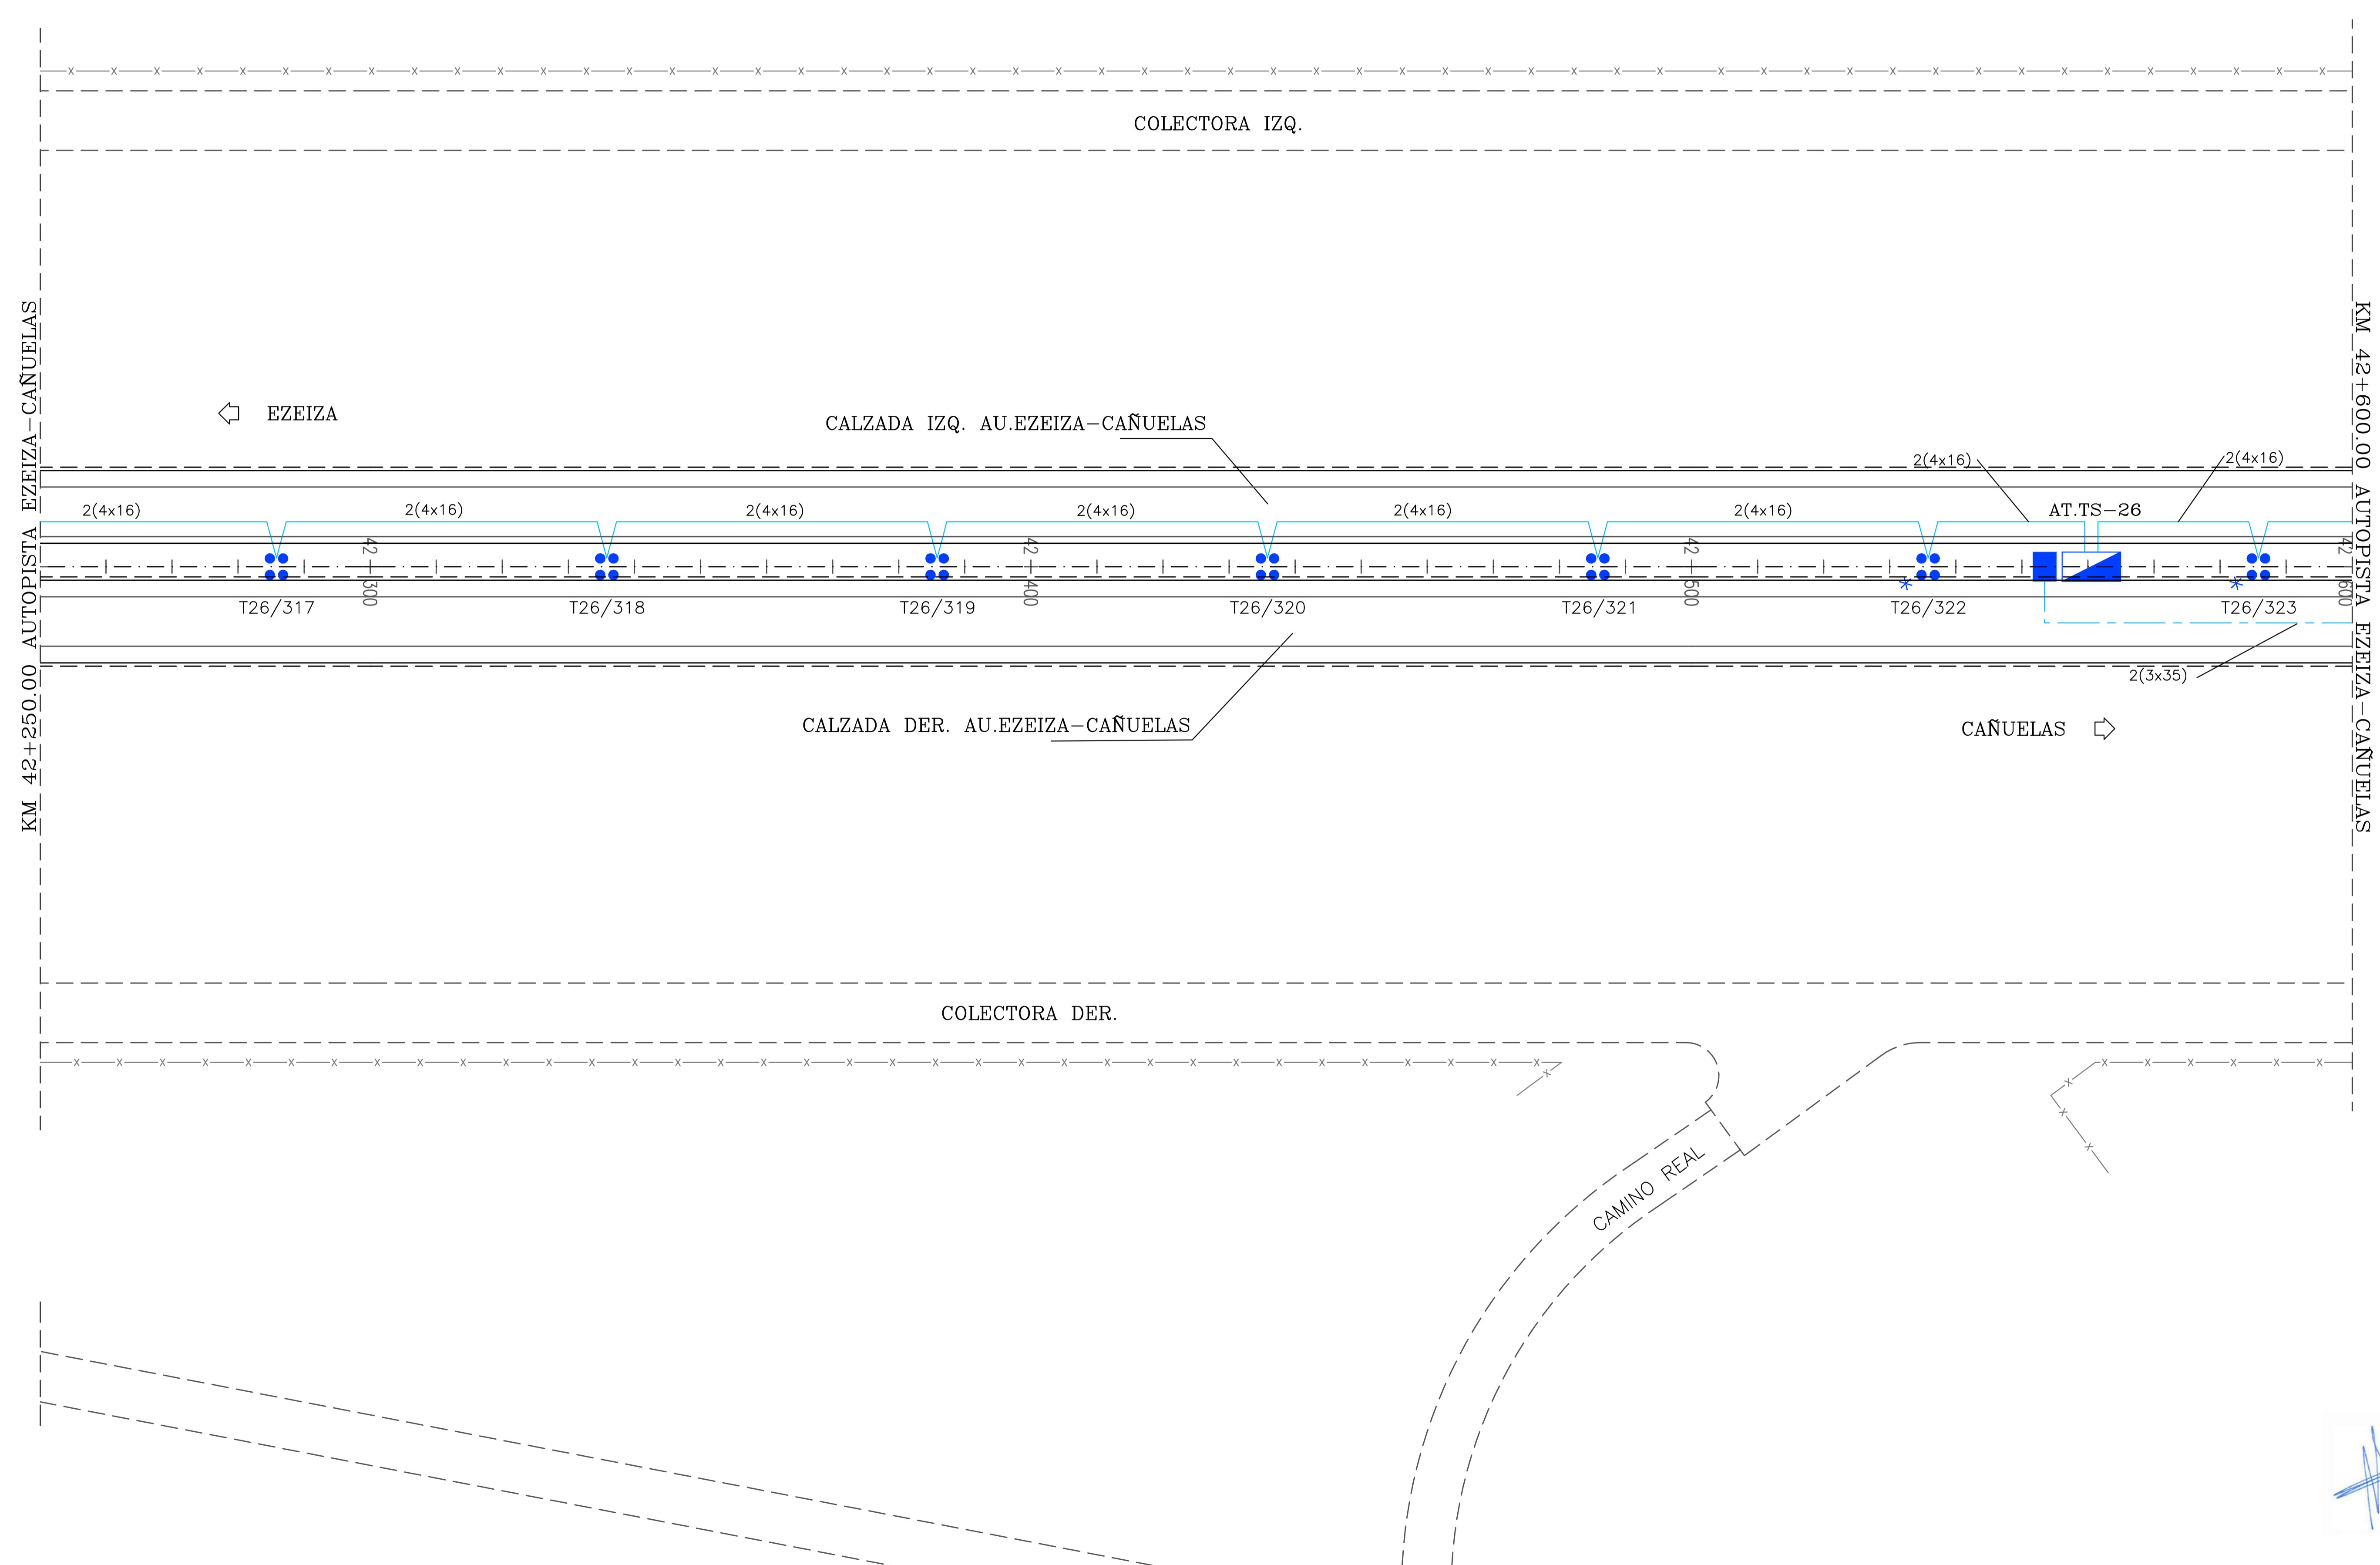 COLECTORA IZQ.
KM 42+250.00 AUTOPISTA EZEIZA-CAÑUELAS
KM 42+600.00 AUTOPISTA EZEIZA-CAÑUELAS
EZEIZA
CALZADA IZQ. AU.EZEIZA-CAÑUELAS
2(4x16)
2(4x16)
2(4x16)
2(4x16)
2(4x16)
2(4x16)
2(4x16)
2(4x16)
2(4x16)
AT.TS-26
42
300
42
400
42
500
42
600
T26/317
T26/318
T26/319
T26/320
T26/321
T26/322
T26/323
2(3x35)
CALZADA DER. AU.EZEIZA-CAÑUELAS
CAÑUELAS
COLECTORA DER.
CAMINO REAL